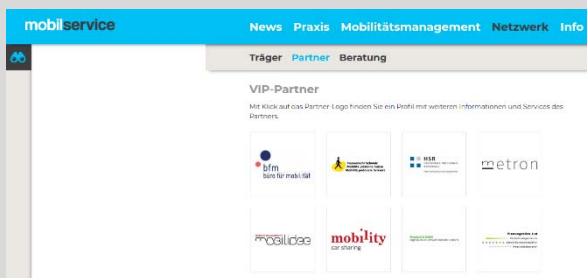 mobilservice
News Praxis Mobilitätsmanagement Netzwerk Info
Träger Partner Beratung
VIP-Partner
Mit Klick auf das Partner-Logo finden Sie ein Profil mit weiteren Informationen und Services des
Partners.
bfm
büro für mobilität
HSR
metron
mobilidée
mobility
car sharing